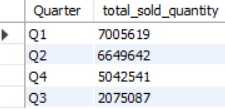 Quarter total_sold_quantity
Q1 7005619
Q2 6649642
Q4 5042541
Q3 2075087